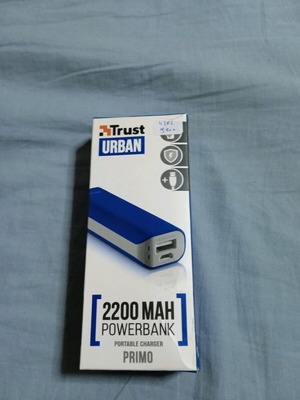 Trust
URBAN
2200 MAH
POWERBANK
PORTABLE CHARGER
PRIMO